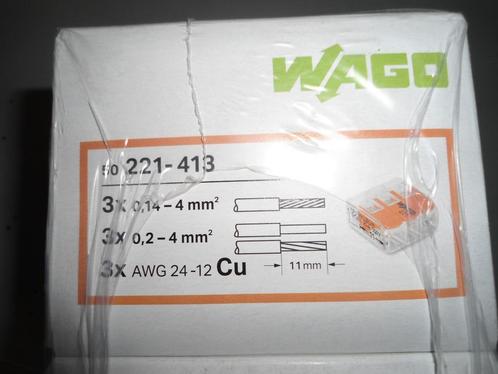 WAGO
50 221-413
3x 0,14 – 4 mm²
3x 0,2 – 4 mm²
3x AWG 24 -12 Cu
11 mm